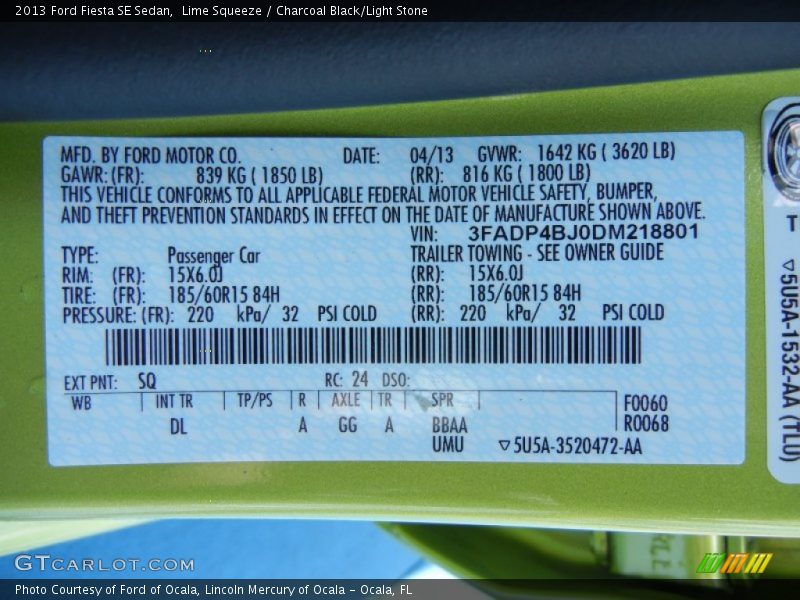 2013 Ford Fiesta SE Sedan,  Lime Squeeze / Charcoal Black/Light Stone
MFD. BY FORD MOTOR CO. DATE: 04/13 GVWR: 1642 KG ( 3620 LB)
GAWR: (FR): 839 KG ( 1850 LB) (RR): 816 KG ( 1800 LB)
THIS VEHICLE CONFORMS TO ALL APPLICABLE FEDERAL MOTOR VEHICLE SAFETY, BUMPER,
AND THEFT PREVENTION STANDARDS IN EFFECT ON THE DATE OF MANUFACTURE SHOWN ABOVE.
VIN: 3FADP4BJ0DM218801
TYPE: Passenger Car TRAILER TOWING - SEE OWNER GUIDE
RIM: (FR): 15X6.0J (RR): 15X6.0J
TIRE: (FR): 185/60R15 84H (RR): 185/60R15 84H
PRESSURE: (FR): 220 kPa/ 32 PSI COLD (RR): 220 kPa/ 32 PSI COLD
EXT PNT: SQ RC: 24 DSO:
WB INT TR TP/PS R AXLE TR SPR F0060
DL A GG A BBAA R0068
UMU ▽5U5A-3520472-AA
T
▽5U5A-1532-AA (TLU)
GTCARLOT.COM
Photo Courtesy of Ford of Ocala, Lincoln Mercury of Ocala - Ocala, FL